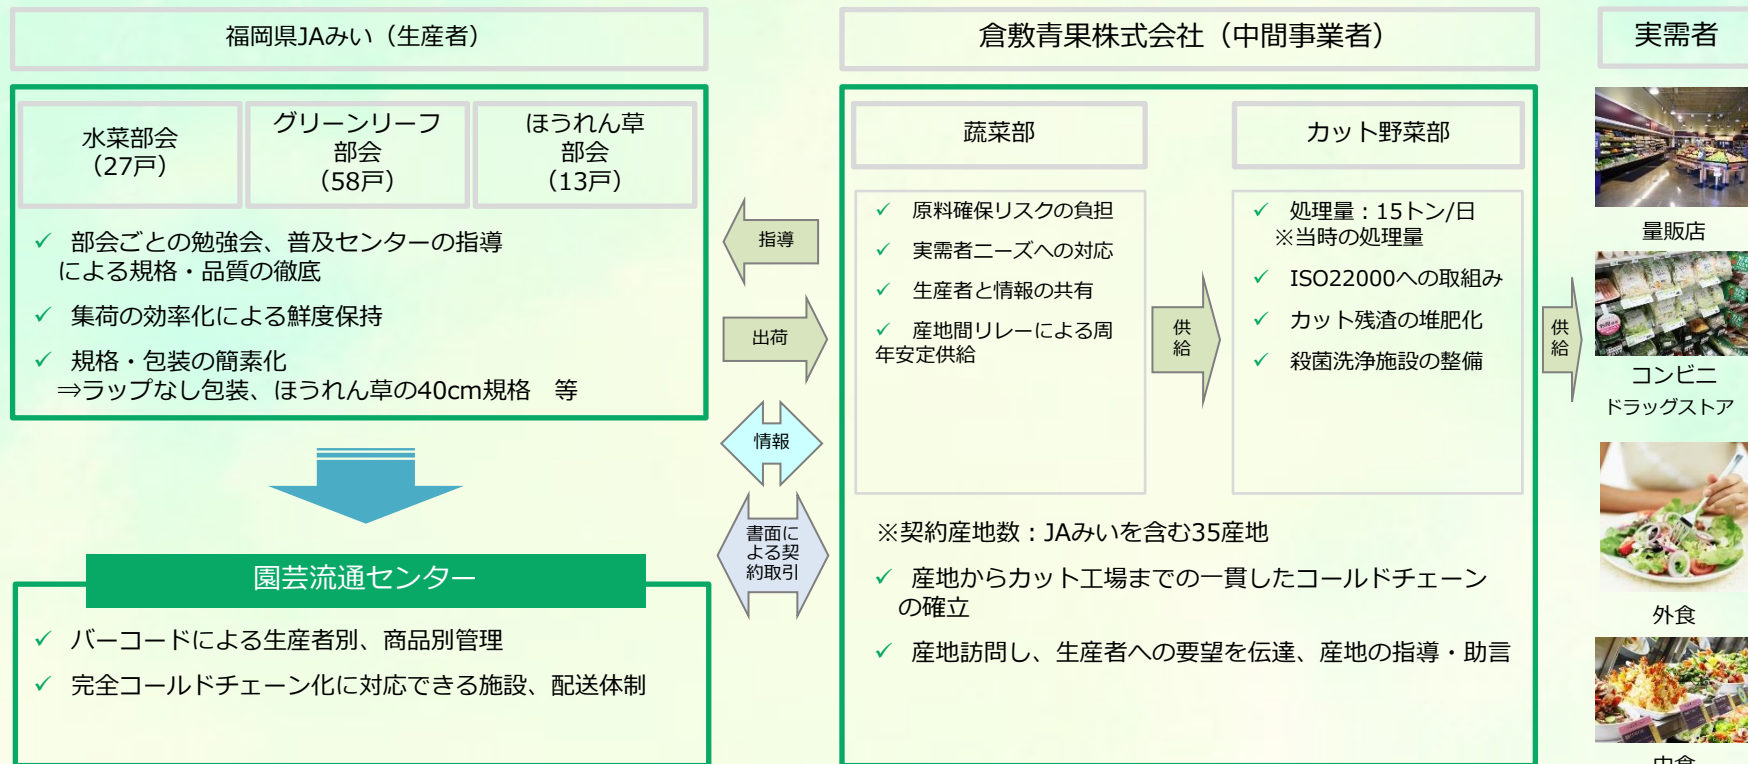 福岡県JAみい（生産者）
水菜部会
（27戸）
グリーンリーフ
部会
（58戸）
ほうれん草
部会
（13戸）
✓ 部会ごとの勉強会、普及センターの指導
による規格・品質の徹底
✓ 集荷の効率化による鮮度保持
✓ 規格・包装の簡素化
⇒ラップなし包装、ほうれん草の40cm規格　等
園芸流通センター
✓ バーコードによる生産者別、商品別管理
✓ 完全コールドチェーン化に対応できる施設、配送体制
指導
出荷
情報
書面に
よる契
約取引
倉敷青果株式会社（中間事業者）
蔬菜部
✓ 原料確保リスクの負担
✓ 実需者ニーズへの対応
✓ 生産者と情報の共有
✓ 産地間リレーによる周
年安定供給
供
給
カット野菜部
✓ 処理量：15トン/日
※当時の処理量
✓ ISO22000への取組み
✓ カット残渣の堆肥化
✓ 殺菌洗浄施設の整備
※契約産地数：JAみいを含む35産地
✓ 産地からカット工場までの一貫したコールドチェーン
の確立
✓ 産地訪問し、生産者への要望を伝達、産地の指導・助言
供
給
実需者
量販店
コンビニ
ドラッグストア
外食
中食